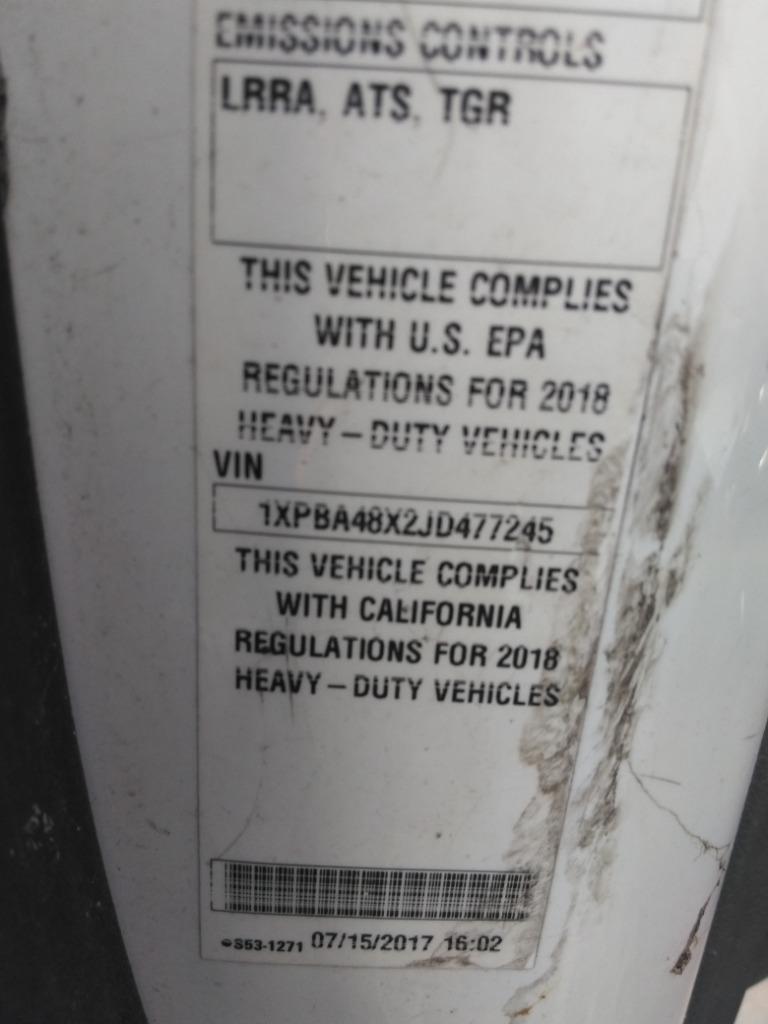 EMISSIONS CONTROLS
LRRA, ATS, TGR
THIS VEHICLE COMPLIES
WITH U.S. EPA
REGULATIONS FOR 2018
HEAVY – DUTY VEHICLES
VIN
1XPBA48X2JD477245
THIS VEHICLE COMPLIES
WITH CALIFORNIA
REGULATIONS FOR 2018
HEAVY – DUTY VEHICLES
S53-1271 07/15/2017 16:02